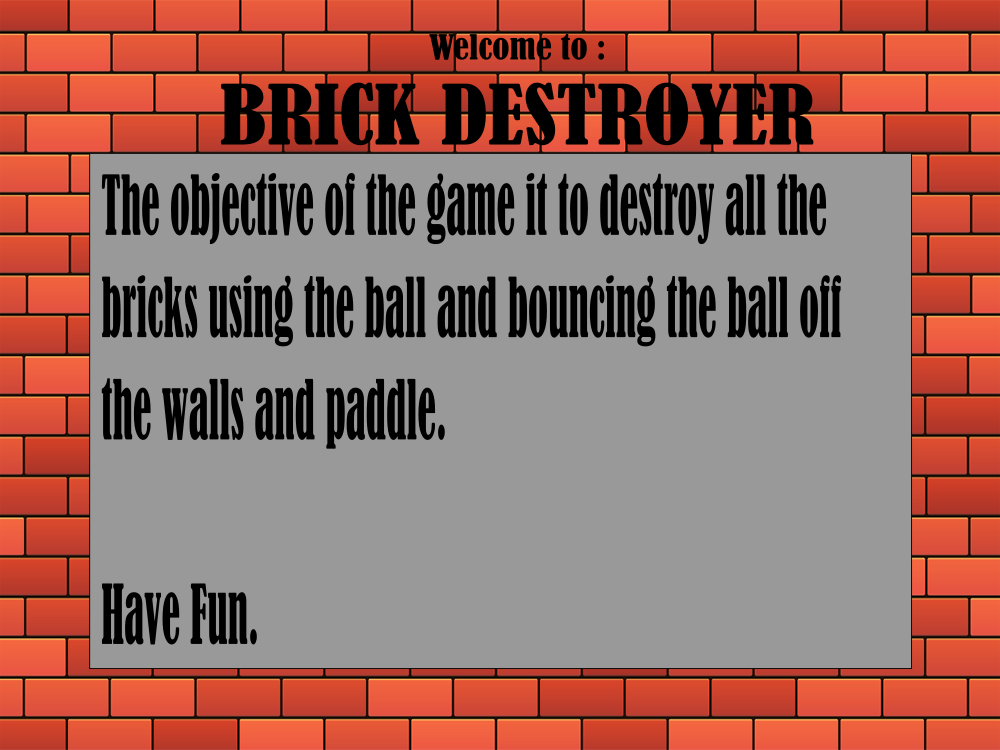 Welcome to :
BRICK DESTROYER
The objective of the game it to destroy all the
bricks using the ball and bouncing the ball off
the walls and paddle.
Have Fun.